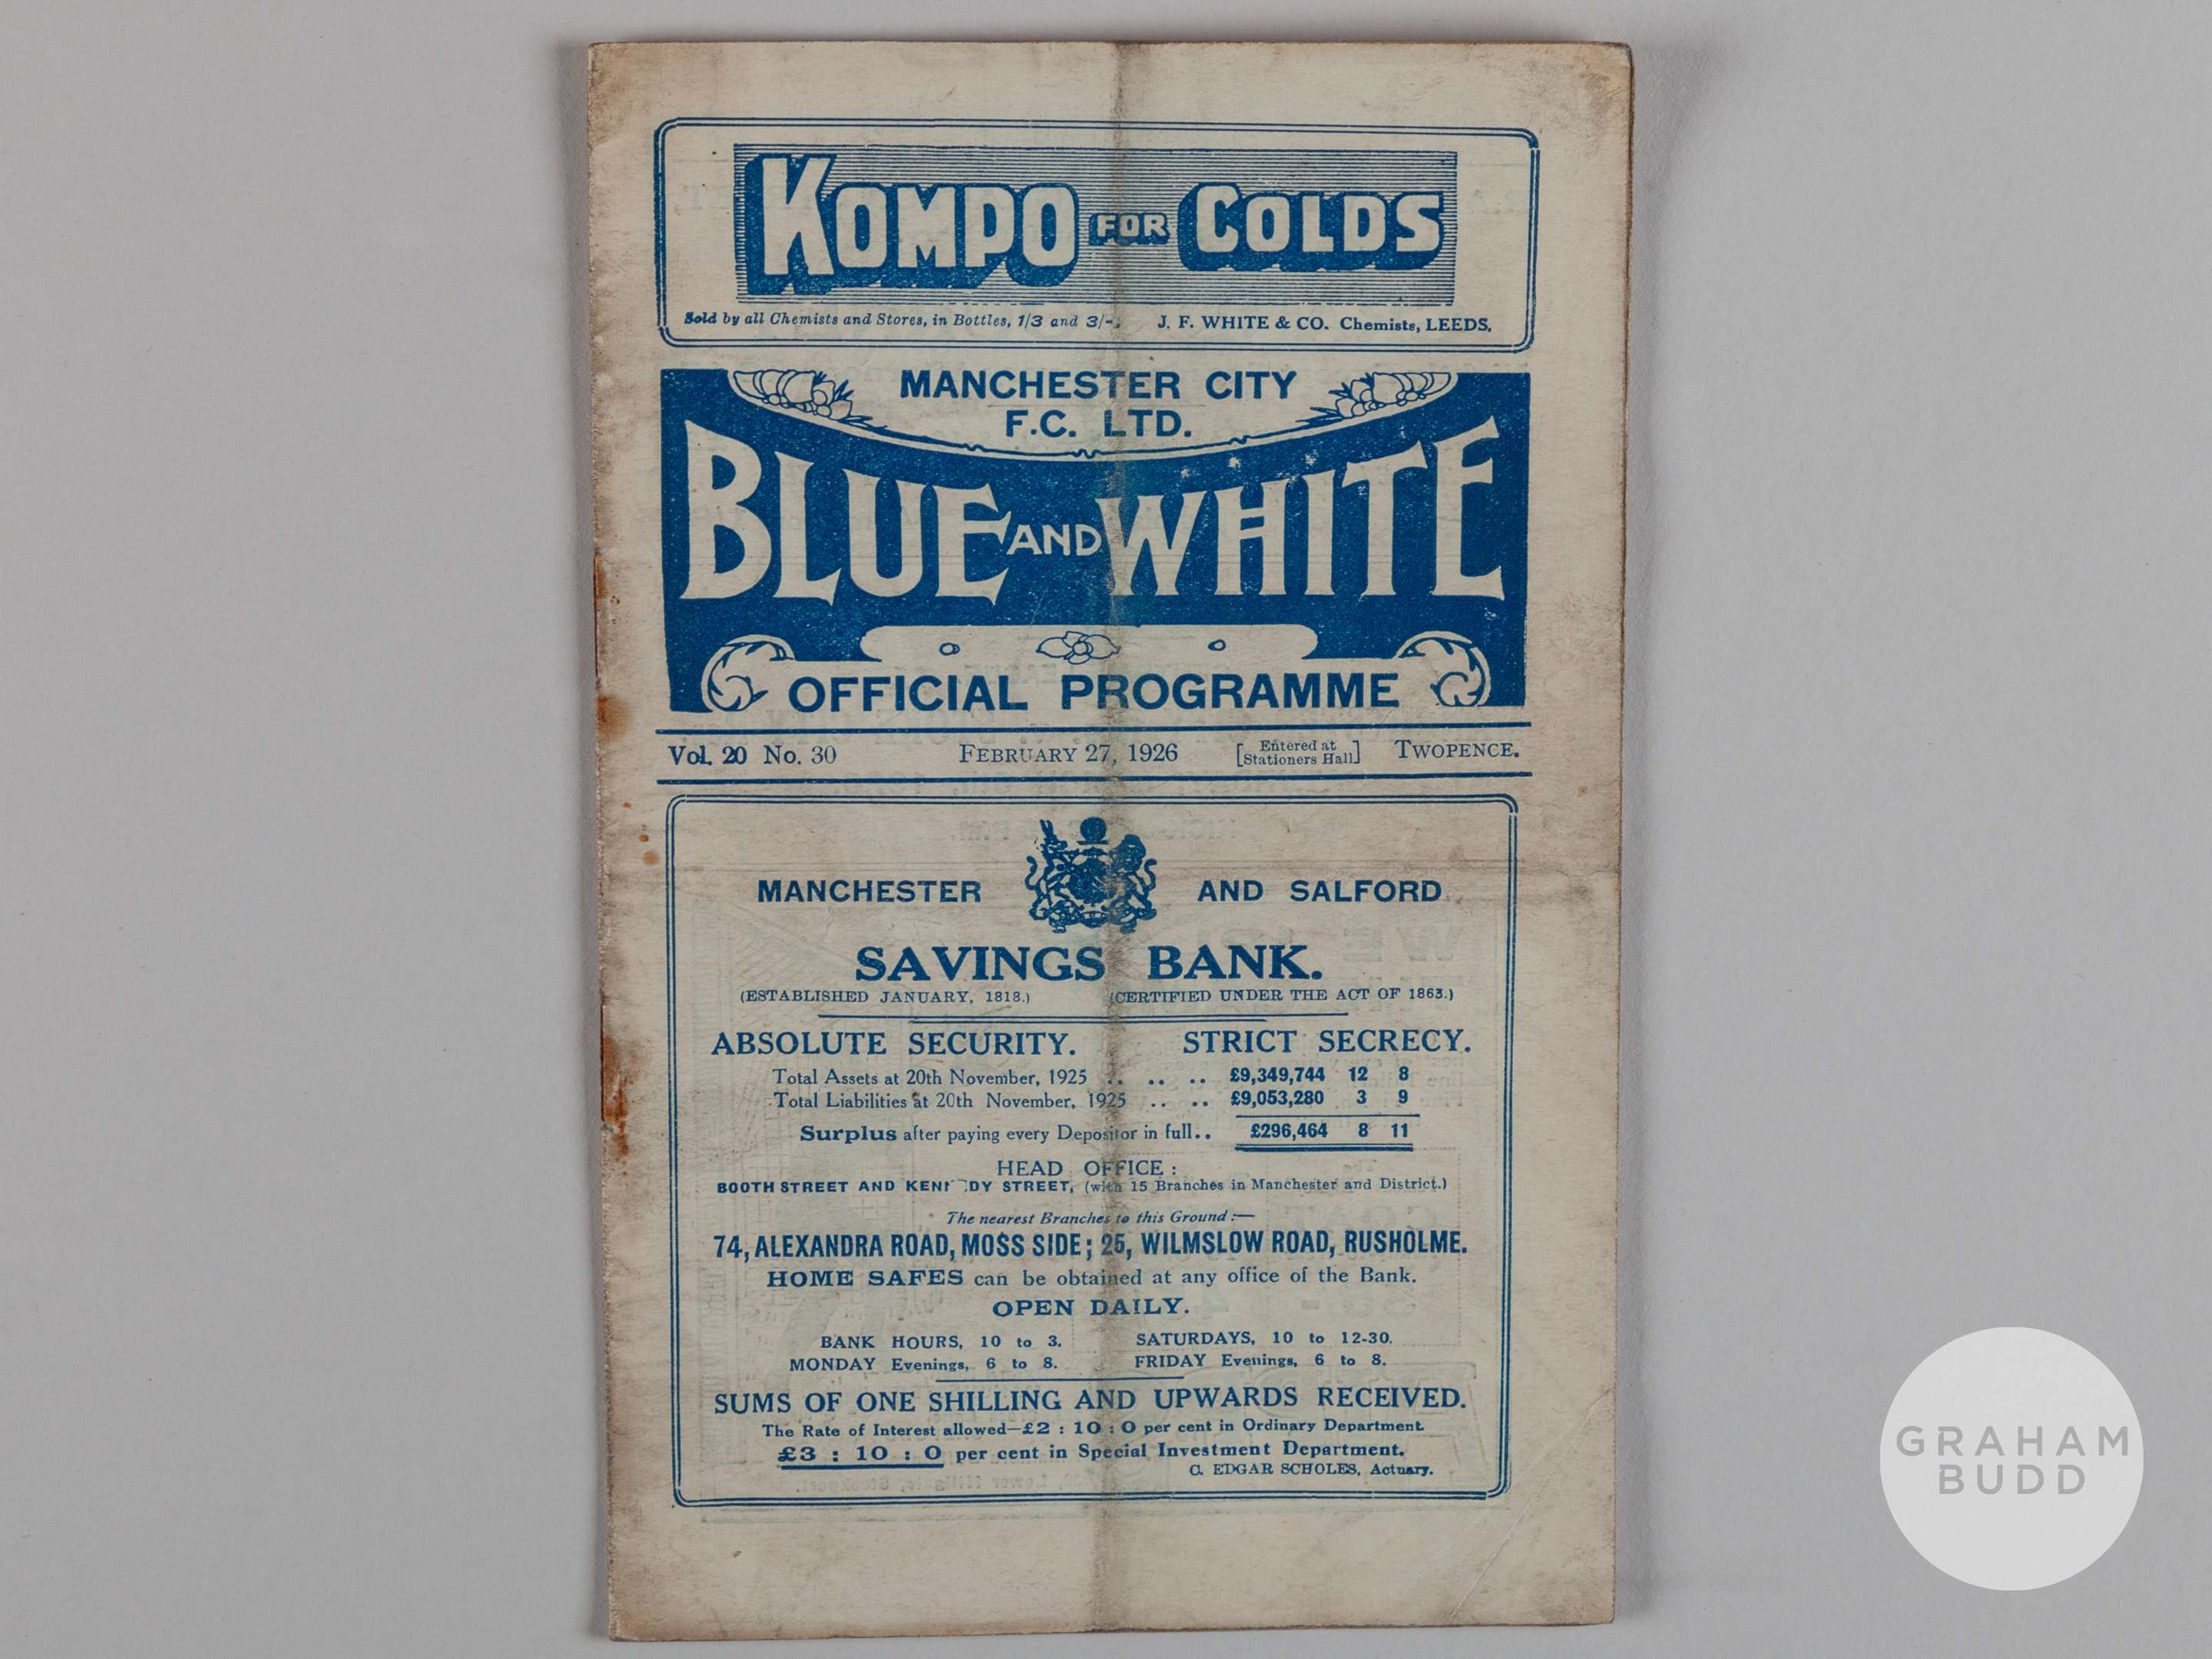 KOMPO FOR COLDS
Sold by all Chemists and Stores, in Bottles, 1/3 and 3/-. J. F. WHITE & CO. Chemists, LEEDS.
MANCHESTER CITY
F.C. LTD.
BLUE AND WHITE
OFFICIAL PROGRAMME
Vol. 20 No. 30 FEBRUARY 27, 1926 [Entered at Stationers Hall] TWOPENCE.
MANCHESTER AND SALFORD
SAVINGS BANK.
(ESTABLISHED JANUARY, 1818.) (CERTIFIED UNDER THE ACT OF 1863.)
ABSOLUTE SECURITY. STRICT SECRECY.
Total Assets at 20th November, 1925 .. .. .. £9,349,744 12 8
Total Liabilities at 20th November, 1925 .. .. £9,053,280 3 9
Surplus after paying every Depositor in full.. £296,464 8 11
HEAD OFFICE:
BOOTH STREET AND STREET, (with 15 Branches in Manchester and District.)
The nearest Branches to this Ground:—
74, ALEXANDRA ROAD, MOSS SIDE; 25, WILMSLOW ROAD, RUSHOLME.
HOME SAFES can be obtained at any office of the Bank.
OPEN DAILY.
BANK HOURS, 10 to 3. SATURDAYS, 10 to 12-30.
MONDAY Evenings, 6 to 8. FRIDAY Evenings, 6 to 8.
SUMS OF ONE SHILLING AND UPWARDS RECEIVED.
The Rate of Interest allowed—£2 : 10 : 0 per cent in Ordinary Department.
£3 : 10 : 0 per cent in Special Investment Department.
C. EDGAR SCHOLES, Actuary.
GRAHAM
BUDD